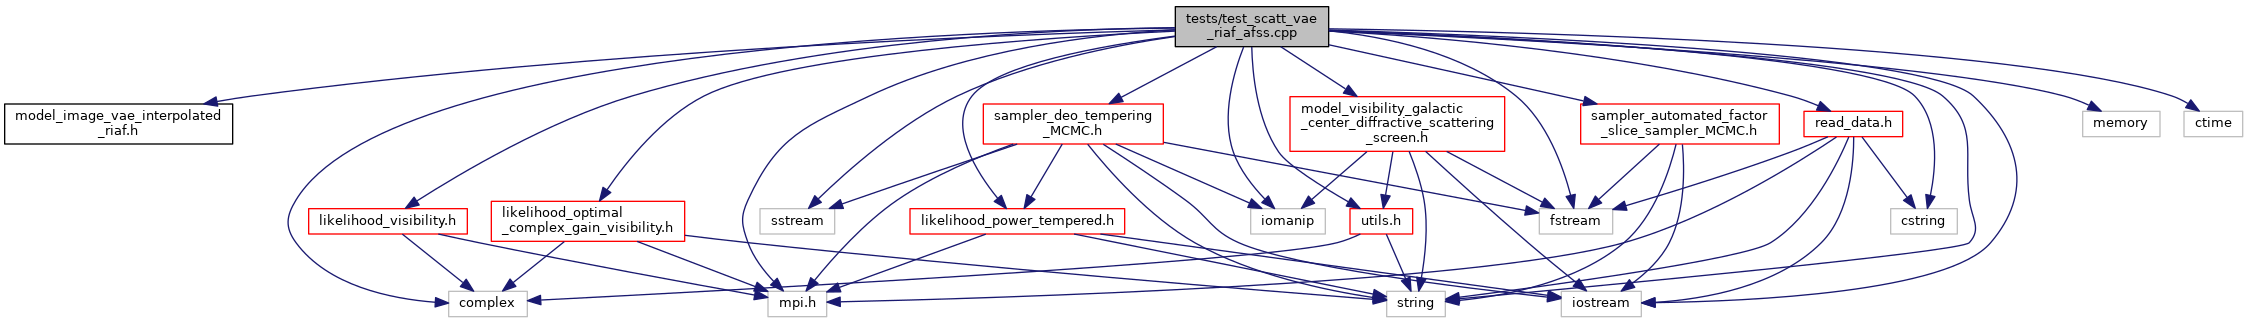 tests/test_scatt_vae
_riaf_afss.cpp
model_image_vae_interpolated
_riaf.h
sampler_deo_tempering
_MCMC.h
model_visibility_galactic
_center_diffractive_scattering
_screen.h
sampler_automated_factor
_slice_sampler_MCMC.h
read_data.h
memory
ctime
likelihood_visibility.h
likelihood_optimal
_complex_gain_visibility.h
sstream
likelihood_power_tempered.h
iomanip
utils.h
fstream
cstring
complex
mpi.h
string
iostream